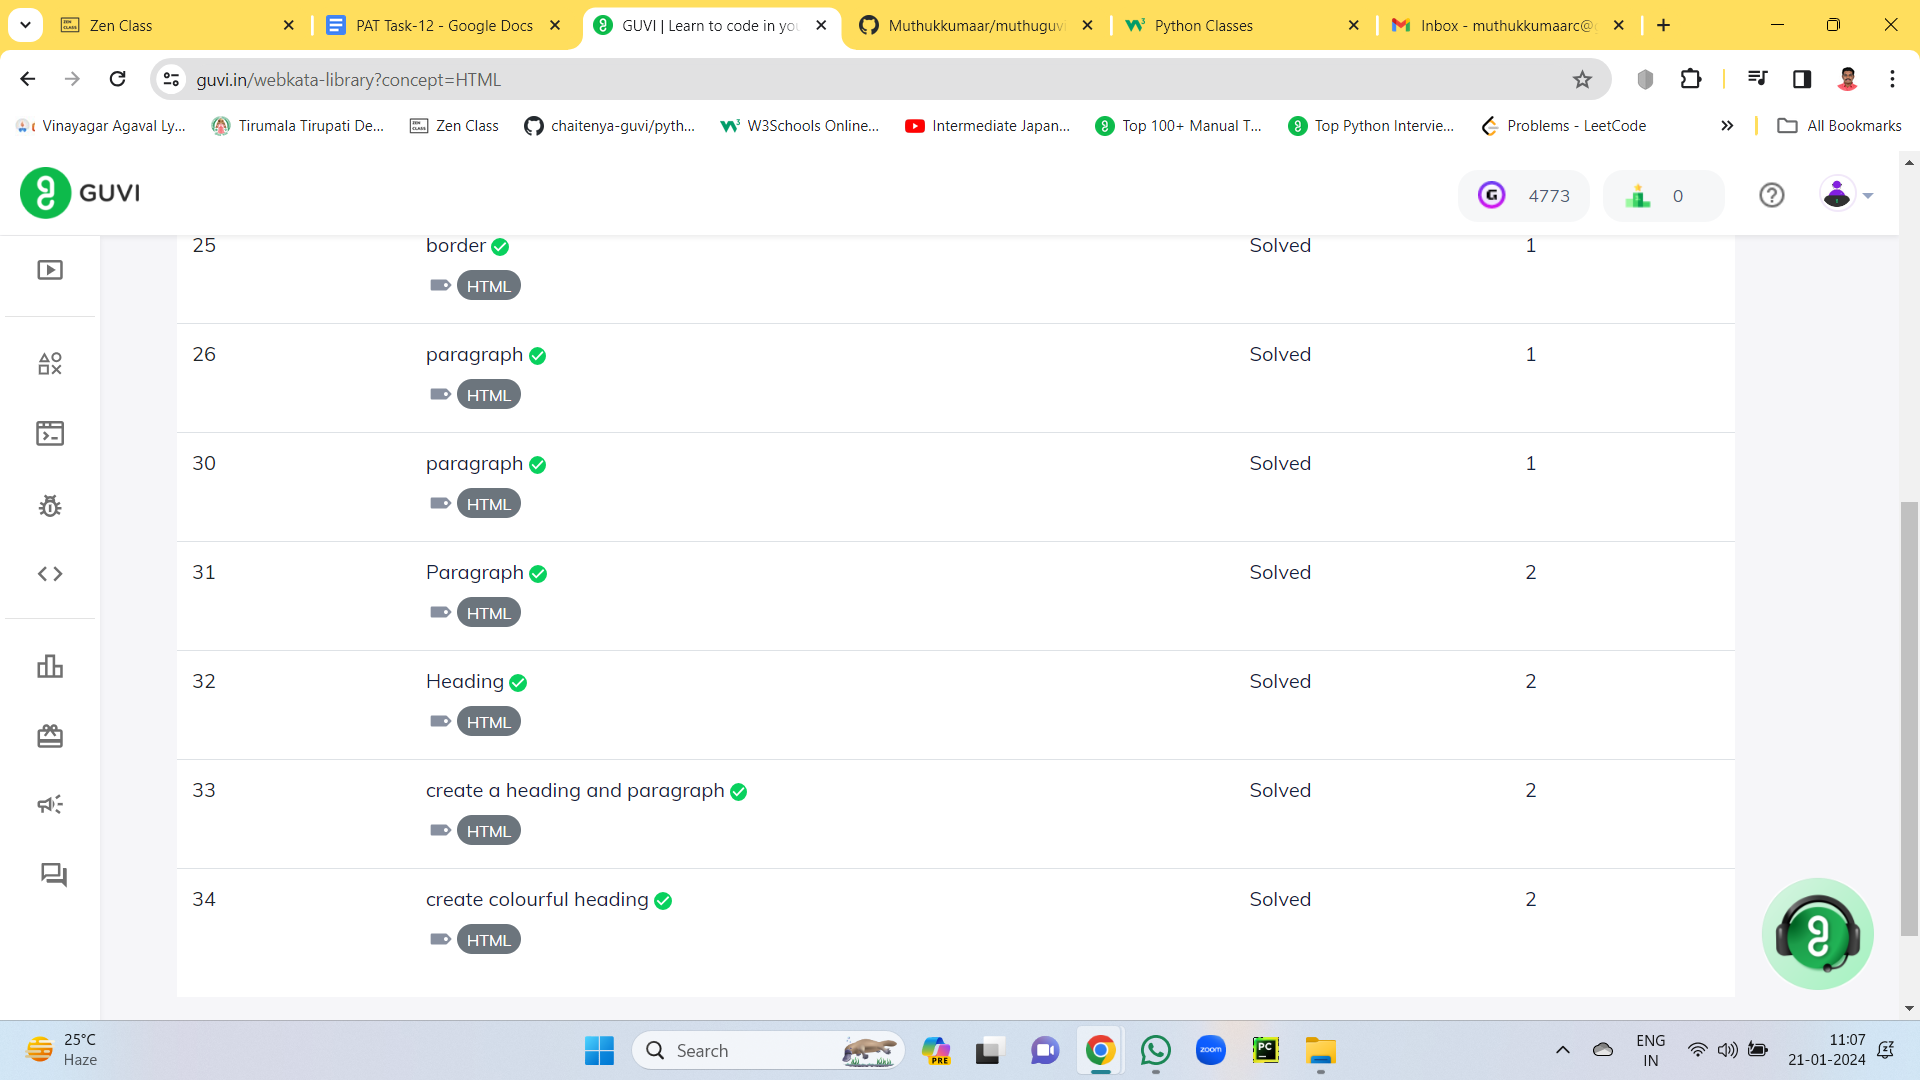 Zen Class
PAT Task-12 - Google Docs
GUVI | Learn to code in you
Muthukkumaar/muthuguvi
Python Classes
Inbox - muthukkumaarc@g
guvi.in/webkata-library?concept=HTML
Vinayagar Agaval Ly...
Tirumala Tirupati De...
Zen Class
chaitenya-guvi/pyth...
W3Schools Online...
Intermediate Japan...
Top 100+ Manual T...
Top Python Intervie...
Problems - LeetCode
All Bookmarks
GUVI
G 4773
0
25 border Solved 1
HTML
26 paragraph Solved 1
HTML
30 paragraph Solved 1
HTML
31 Paragraph Solved 2
HTML
32 Heading Solved 2
HTML
33 create a heading and paragraph Solved 2
HTML
34 create colourful heading Solved 2
HTML
25°C
Haze
Search
PRE
zoom
PC
ENG
IN
11:07
21-01-2024